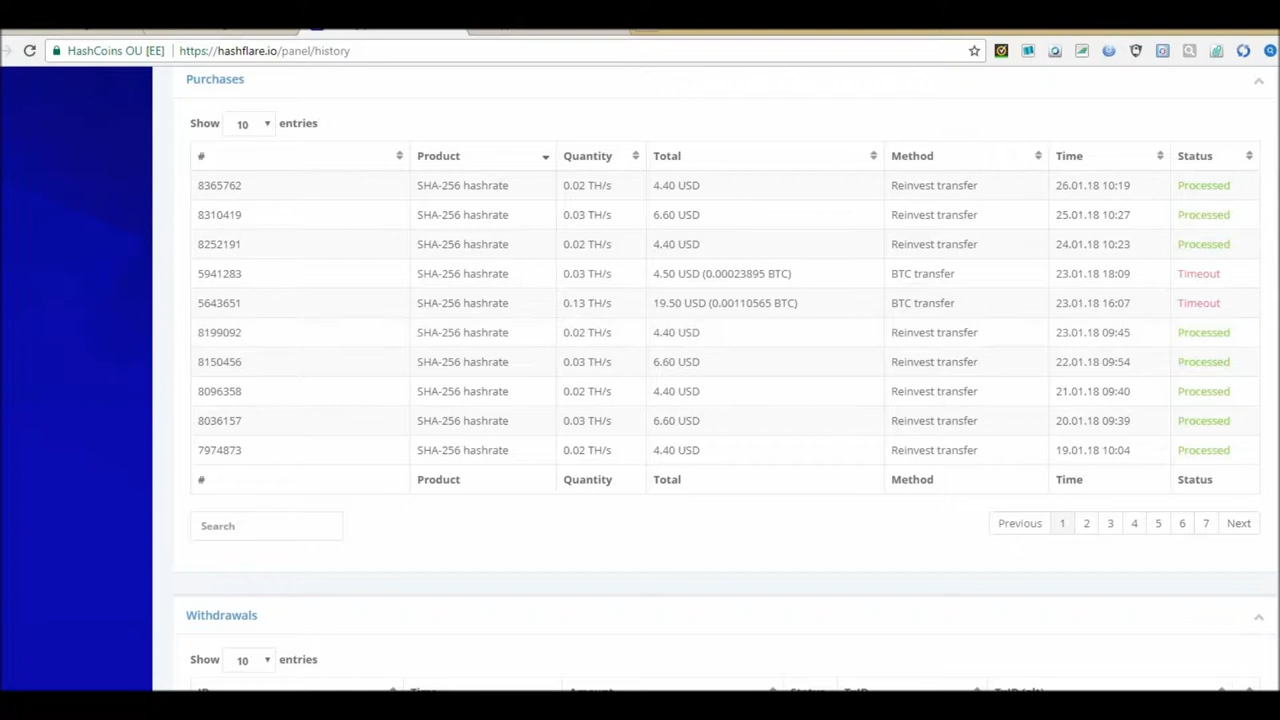 HashCoins OU [EE] https://hashflare.io/panel/history
Purchases
Show 10 entries
# Product Quantity Total Method Time Status
8365762 SHA-256 hashrate 0.02 TH/s 4.40 USD Reinvest transfer 26.01.18 10:19 Processed
8310419 SHA-256 hashrate 0.03 TH/s 6.60 USD Reinvest transfer 25.01.18 10:27 Processed
8252191 SHA-256 hashrate 0.02 TH/s 4.40 USD Reinvest transfer 24.01.18 10:23 Processed
5941283 SHA-256 hashrate 0.03 TH/s 4.50 USD (0.00023895 BTC) BTC transfer 23.01.18 18:09 Timeout
5643651 SHA-256 hashrate 0.13 TH/s 19.50 USD (0.00110565 BTC) BTC transfer 23.01.18 16:07 Timeout
8199092 SHA-256 hashrate 0.02 TH/s 4.40 USD Reinvest transfer 23.01.18 09:45 Processed
8150456 SHA-256 hashrate 0.03 TH/s 6.60 USD Reinvest transfer 22.01.18 09:54 Processed
8096358 SHA-256 hashrate 0.02 TH/s 4.40 USD Reinvest transfer 21.01.18 09:40 Processed
8036157 SHA-256 hashrate 0.03 TH/s 6.60 USD Reinvest transfer 20.01.18 09:39 Processed
7974873 SHA-256 hashrate 0.02 TH/s 4.40 USD Reinvest transfer 19.01.18 10:04 Processed
# Product Quantity Total Method Time Status
Search Previous 1 2 3 4 5 6 7 Next
Withdrawals
Show 10 entries